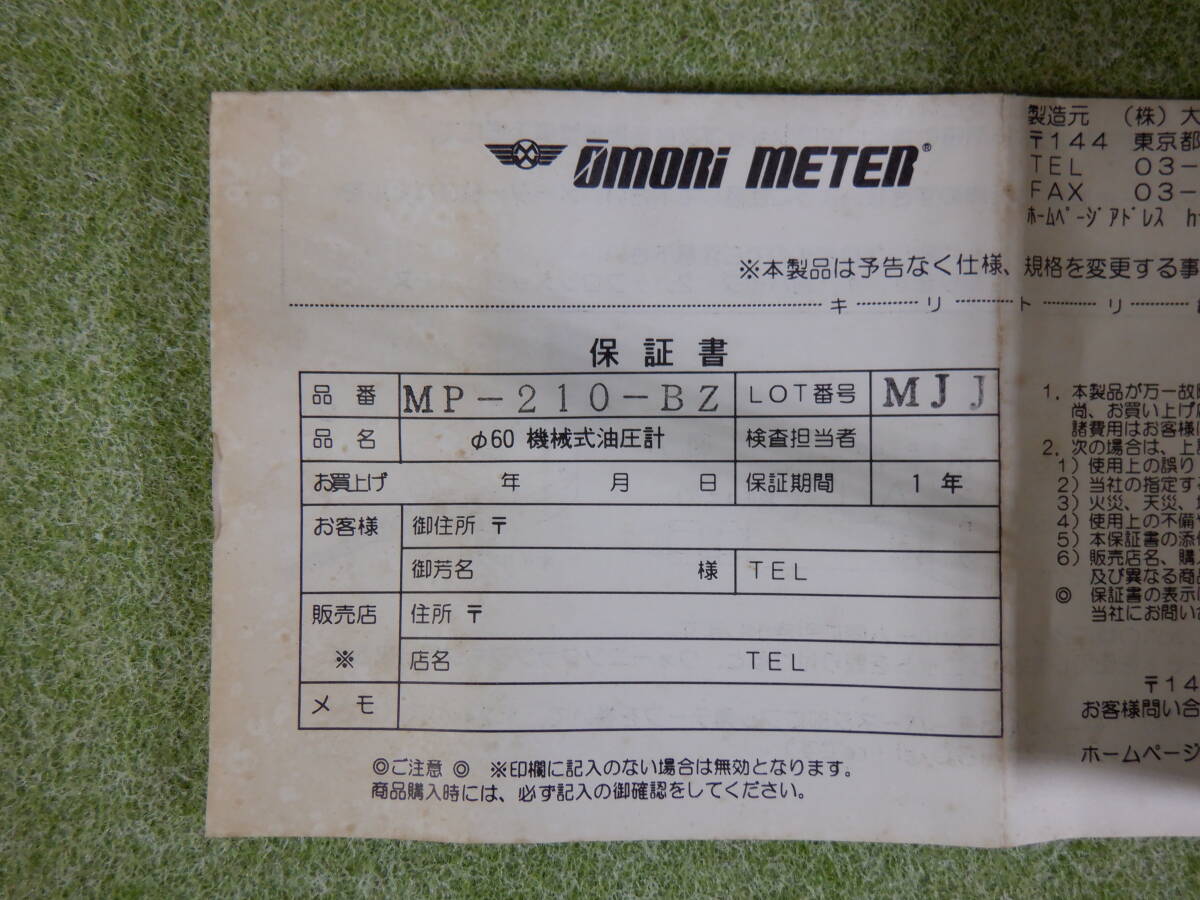 ŌMORI METER®
製造元 (株) 大
〒144 東京都
TEL 03-
FAX 03-
ホームページアドレス h
※本製品は予告なく仕様、規格を変更する事
キ リ ト リ
保証書
品番 MP-210-BZ LOT番号 MJJ
品名 φ60 機械式油圧計 検査担当者
お買上げ 年 月 日 保証期間 1年
お客様 御住所 〒
御芳名 様 TEL
販売店 住所 〒
※ 店名 TEL
メモ
◎ご注意◎ ※印欄に記入のない場合は無効となります。
商品購入時には、必ず記入の御確認をしてください。
1. 本製品が万一故
尚、お買い上げ
諸費用はお客様
2. 次の場合は、上
1) 使用上の誤り
2) 当社の指定す
3) 火災、天災、
4) 使用上の不備
5) 本保証書の添
6) 販売店名、購
及び異なる商
◎ 保証書の表示
当社にお問い
〒14
お客様問い合
ホームページ